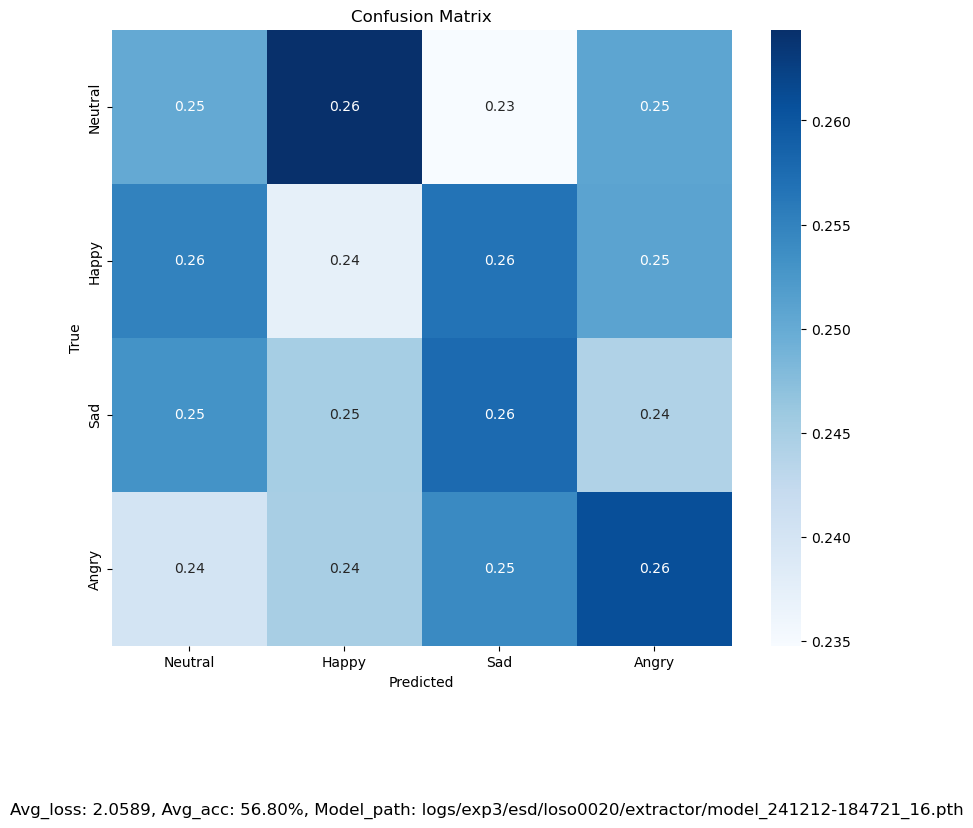 Confusion Matrix
Neutral 0.25 0.26 0.23 0.25
0.260
0.255
Happy 0.26 0.24 0.26 0.25
0.250
True
Sad 0.25 0.25 0.26 0.24
0.245
0.240
Angry 0.24 0.24 0.25 0.26
0.235
Neutral Happy Sad Angry
Predicted
Avg_loss: 2.0589, Avg_acc: 56.80%, Model_path: logs/exp3/esd/loso0020/extractor/model_241212-184721_16.pth